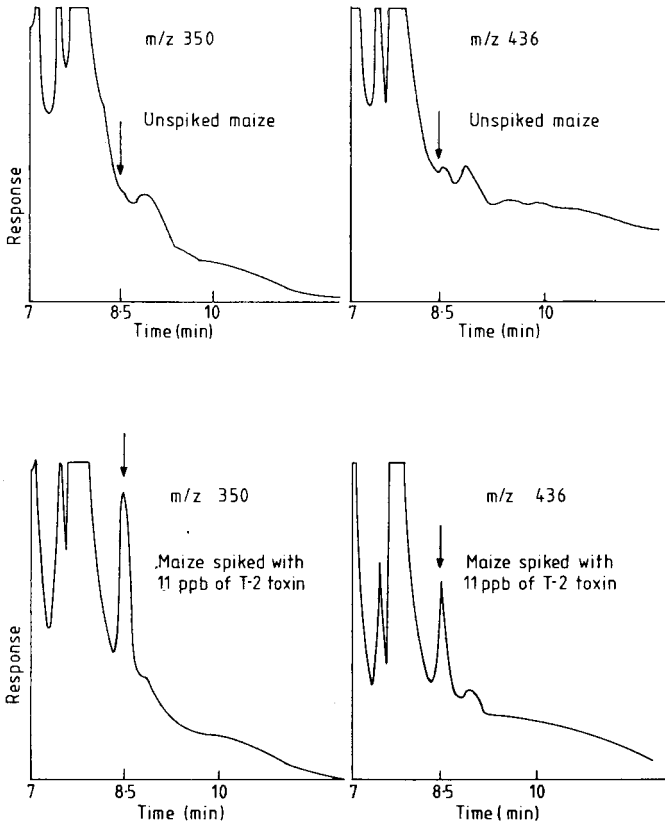 m/z 350
Unspiked maize
Response
7 8·5 10
Time (min)
m/z 436
Unspiked maize
7 8·5 10
Time (min)
m/z 350
Maize spiked with
11 ppb of T-2 toxin
Response
7 8·5 10
Time (min)
m/z 436
Maize spiked with
11 ppb of T-2 toxin
7 8·5 10
Time (min)